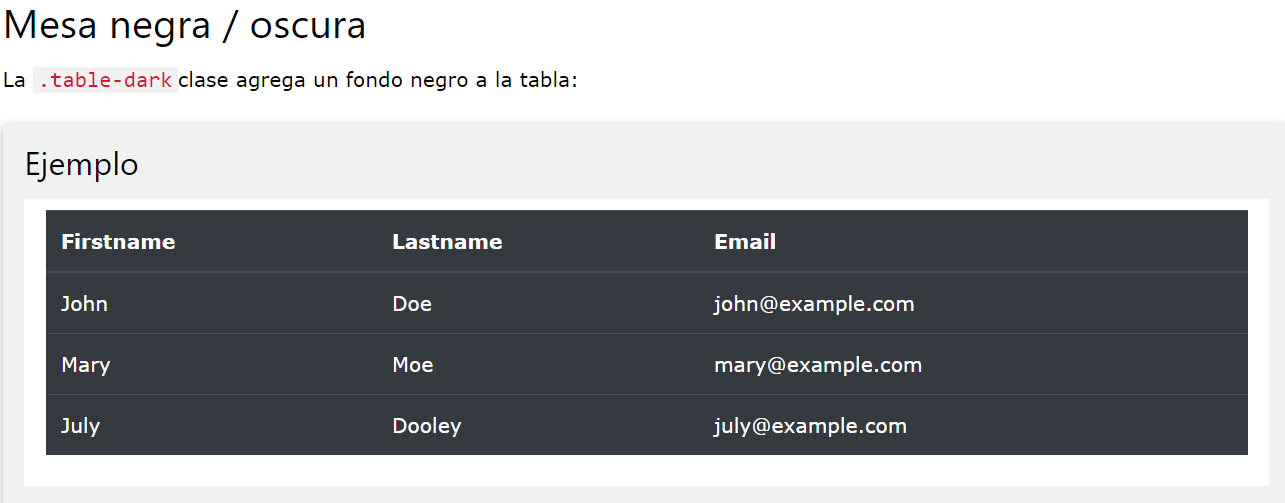 Mesa negra / oscura
La .table-dark clase agrega un fondo negro a la tabla:
Ejemplo
Firstname Lastname Email
John Doe john@example.com
Mary Moe mary@example.com
July Dooley july@example.com